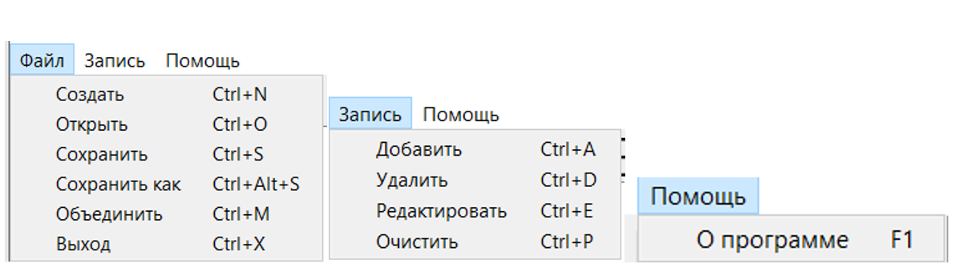 Файл Запись Помощь
Создать Ctrl+N
Открыть Ctrl+O
Сохранить Ctrl+S
Сохранить как Ctrl+Alt+S
Объединить Ctrl+M
Выход Ctrl+X
Запись Помощь
Добавить Ctrl+A
Удалить Ctrl+D
Редактировать Ctrl+E
Очистить Ctrl+P
Помощь
О программе F1